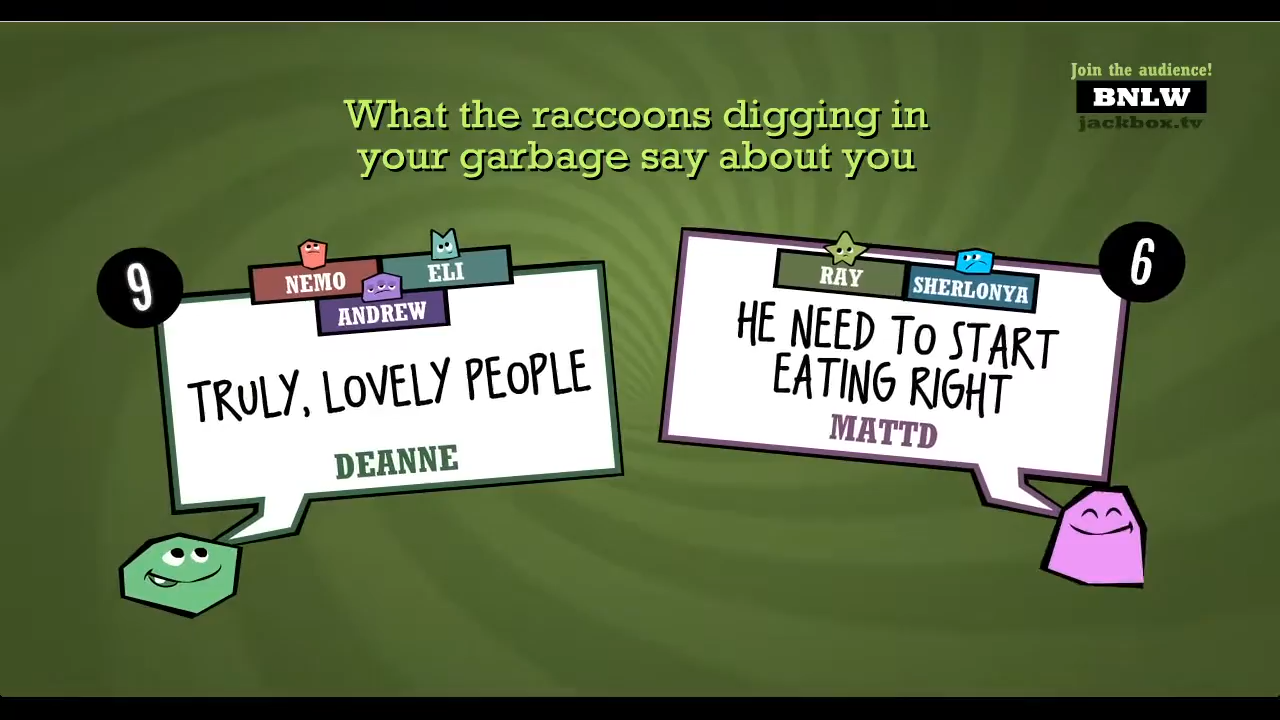 Join the audience!
BNLW
jackbox.tv
What the raccoons digging in
your garbage say about you
9
NEMO
ELI
ANDREW
TRULY, LOVELY PEOPLE
DEANNE
6
RAY
SHERLONYA
HE NEED TO START
EATING RIGHT
MATTD